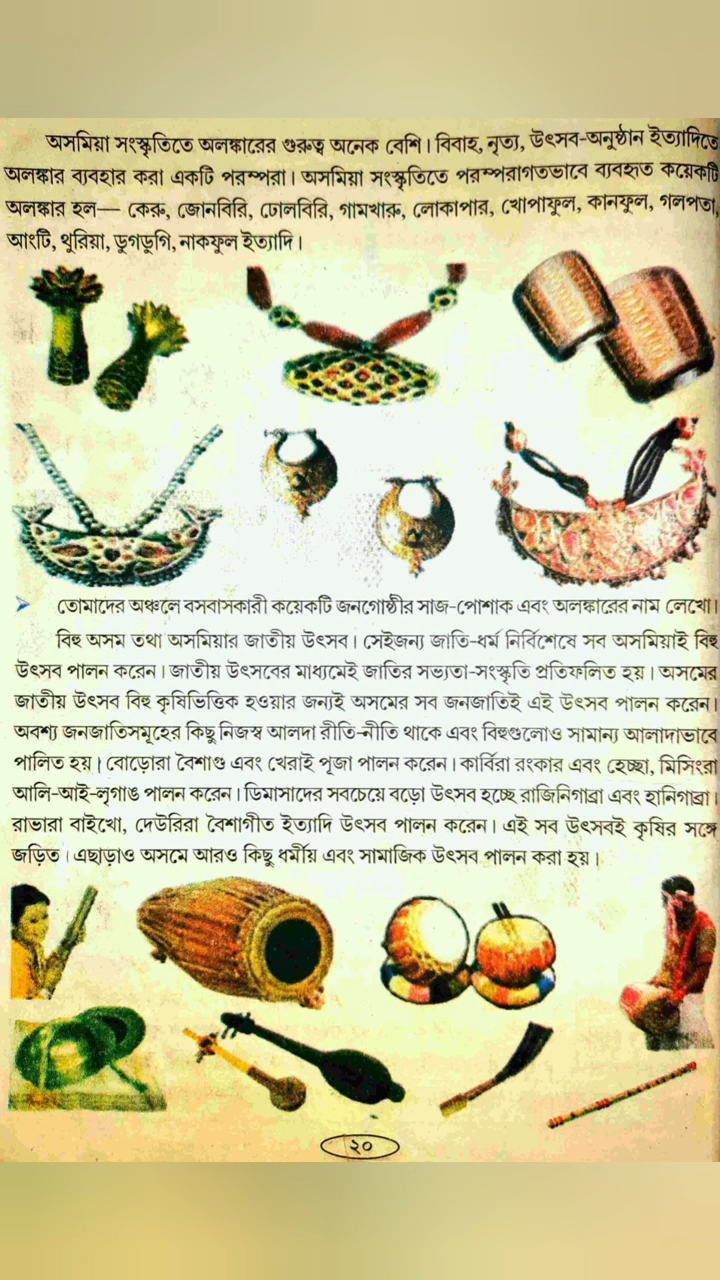 অসমিয়া সংস্কৃতিতে অলঙ্কারের গুরুত্ব অনেক বেশি। বিবাহ, নৃত্য, উৎসব-অনুষ্ঠান ইত্যাদিতে
অলঙ্কার ব্যবহার করা একটি পরম্পরা। অসমিয়া সংস্কৃতিতে পরম্পরাগতভাবে ব্যবহৃত কয়েকটি
অলঙ্কার হল— কেরু, জোনবিরি, ঢোলবিরি, গামখারু, লোকাপার, খোপাফুল, কানফুল, গলপতা,
আংটি, থুরিয়া, ডুগডুগি, নাকফুল ইত্যাদি।
➤ তোমাদের অঞ্চলে বসবাসকারী কয়েকটি জনগোষ্ঠীর সাজ-পোশাক এবং অলঙ্কারের নাম লেখো।
বিহু অসম তথা অসমিয়ার জাতীয় উৎসব। সেইজন্য জাতি-ধর্ম নির্বিশেষে সব অসমিয়াই বিহু
উৎসব পালন করেন। জাতীয় উৎসবের মাধ্যমেই জাতির সভ্যতা-সংস্কৃতি প্রতিফলিত হয়। অসমের
জাতীয় উৎসব বিহু কৃষিভিত্তিক হওয়ার জন্যই অসমের সব জনজাতিই এই উৎসব পালন করেন।
অবশ্য জনজাতিসমূহের কিছু নিজস্ব আলদা রীতি-নীতি থাকে এবং বিহুগুলোও সামান্য আলাদাভাবে
পালিত হয়। বোড়োরা বৈশাগু এবং খেরাই পূজা পালন করেন। কার্বিরা রংকার এবং হেচ্ছা, মিসিংরা
আলি-আই-লৃগাঙ পালন করেন। ডিমাসাদের সবচেয়ে বড়ো উৎসব হচ্ছে রাজিনিগাব্রা এবং হানিগাব্রা।
রাভারা বাইখো, দেউরিরা বৈশাগীত ইত্যাদি উৎসব পালন করেন। এই সব উৎসবই কৃষির সঙ্গে
জড়িত। এছাড়াও অসমে আরও কিছু ধর্মীয় এবং সামাজিক উৎসব পালন করা হয়।
২০